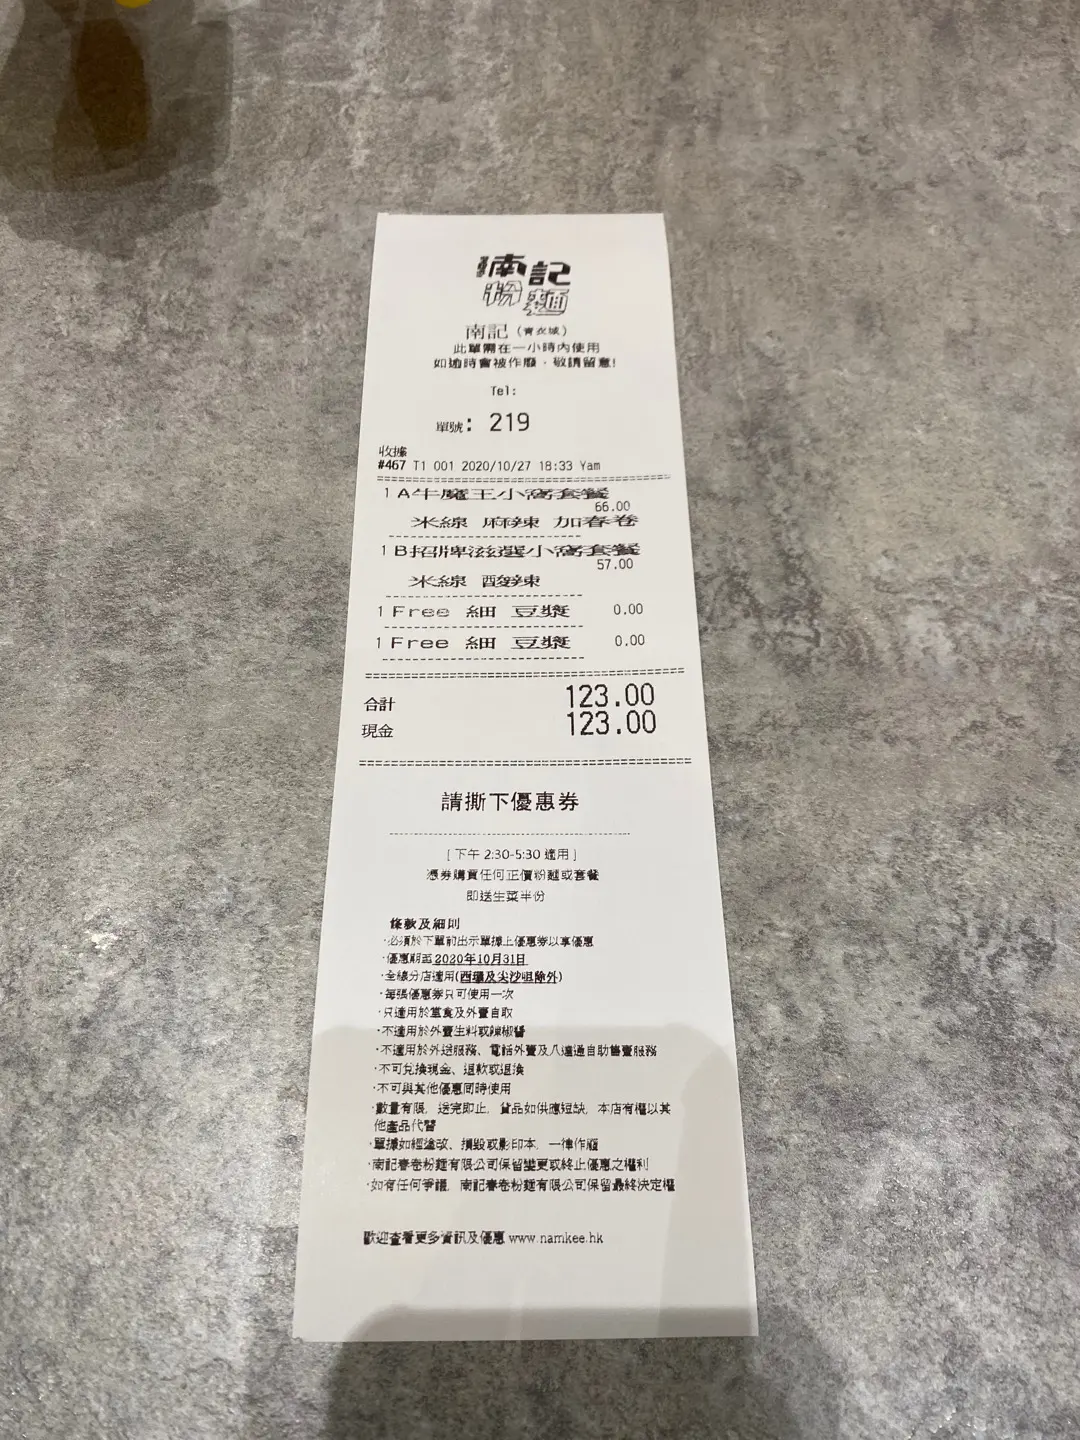 南記
粉麵
南記（青衣城）
此單需在一小時內使用
如逾時會被作廢，敬請留意!
Tel:
單號: 219
收據
#467 T1 001 2020/10/27 18:33 Yam
1 A牛魔王小窩套餐
66.00
米線 麻辣 加春卷
1 B招牌滋選小窩套餐
57.00
米線 酸辣
1 Free 細 豆漿 0.00
1 Free 細 豆漿 0.00
合計 123.00
現金 123.00
請撕下優惠券
[ 下午 2:30-5:30 適用 ]
憑券購買任何正價粉麵或套餐
即送生菜半份
條款及細則
·必須於下單前出示單據上優惠券以享優惠
·優惠期至2020年10月31日
·全線分店適用(西環及尖沙咀除外)
·每張優惠券只可使用一次
·只適用於堂食及外賣自取
·不適用於外賣生料或辣椒醬
·不適用於外送服務、電話外賣及八達通自助售賣服務
·不可兌換現金、退款或退換
·不可與其他優惠同時使用
·數量有限，送完即止，貨品如供應短缺，本店有權以其
他產品代替
·單據如經塗改、損毀或影印本，一律作廢
·南記春卷粉麵有限公司保留變更或終止優惠之權利
·如有任何爭議，南記春卷粉麵有限公司保留最終決定權
歡迎查看更多資訊及優惠 www.namkee.hk